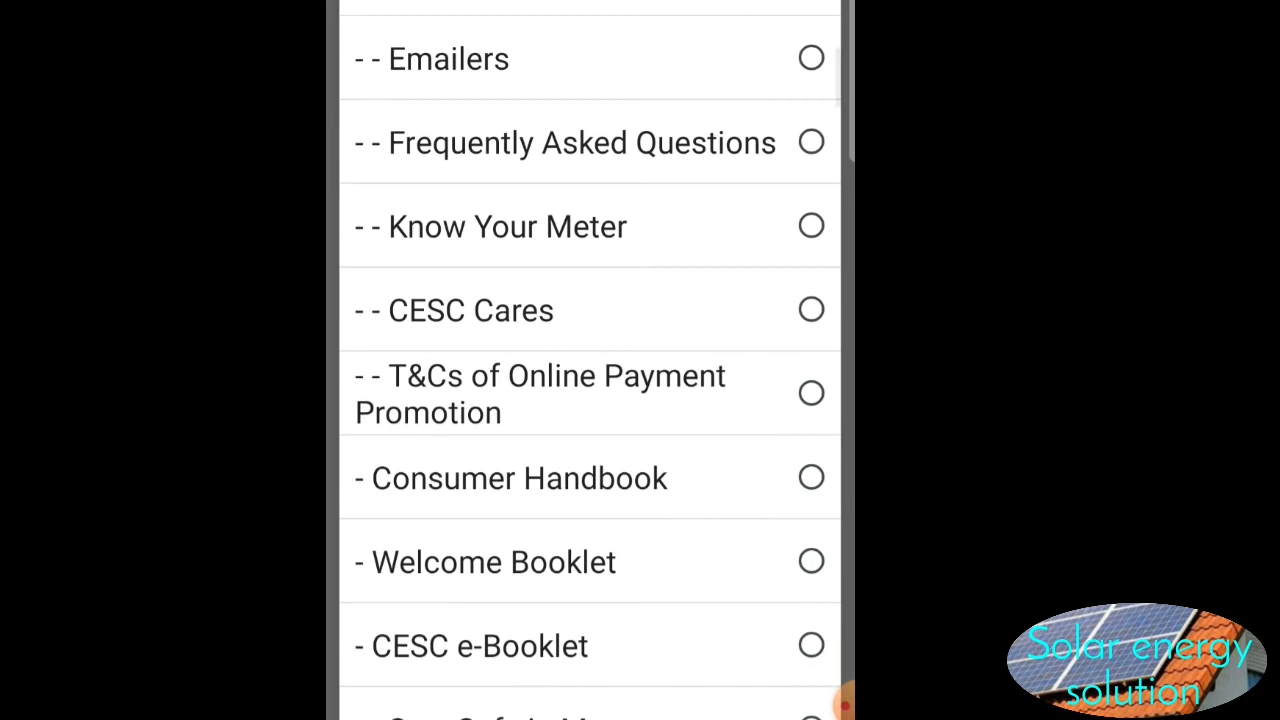 - - Emailers
- - Frequently Asked Questions
- - Know Your Meter
- - CESC Cares
- - T&Cs of Online Payment
Promotion
- Consumer Handbook
- Welcome Booklet
- CESC e-Booklet
Solar energy
solution